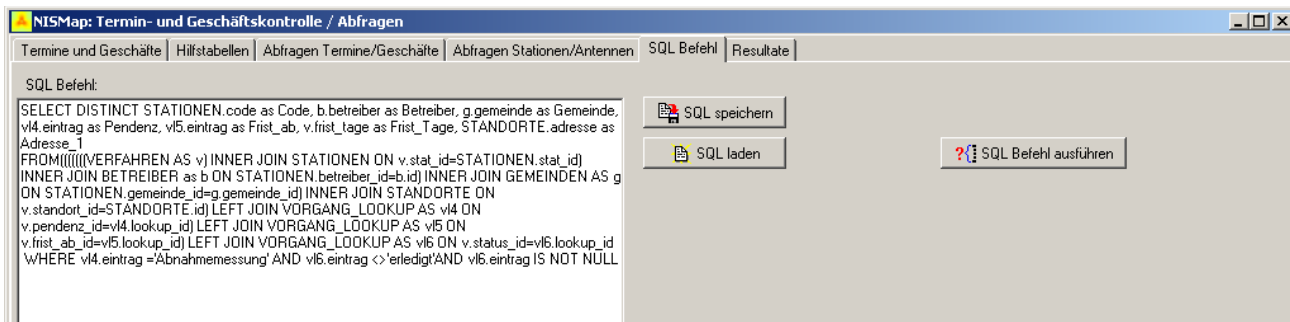 NISMap: Termin- und Geschäftskontrolle / Abfragen
Termine und Geschäfte Hilfstabellen Abfragen Termine/Geschäfte Abfragen Stationen/Antennen SQL Befehl Resultate
SQL Befehl:
SELECT DISTINCT STATIONEN.code as Code, b.betreiber as Betreiber, g.gemeinde as Gemeinde,
vl4.eintrag as Pendenz, vl5.eintrag as Frist_ab, v.frist_tage as Frist_Tage, STANDORTE.adresse as
Adresse_1
FROM(((((((VERFAHREN AS v) INNER JOIN STATIONEN ON v.stat_id=STATIONEN.stat_id)
INNER JOIN BETREIBER as b ON STATIONEN.betreiber_id=b.id) INNER JOIN GEMEINDEN AS g
ON STATIONEN.gemeinde_id=g.gemeinde_id) INNER JOIN STANDORTE ON
v.standort_id=STANDORTE.id) LEFT JOIN VORGANG_LOOKUP AS vl4 ON
v.pendenz_id=vl4.lookup_id) LEFT JOIN VORGANG_LOOKUP AS vl5 ON
v.frist_ab_id=vl5.lookup_id) LEFT JOIN VORGANG_LOOKUP AS vl6 ON v.status_id=vl6.lookup_id
WHERE vl4.eintrag ='Abnahmemessung' AND vl6.eintrag <>'erledigt'AND vl6.eintrag IS NOT NULL
SQL speichern
SQL laden
SQL Befehl ausführen